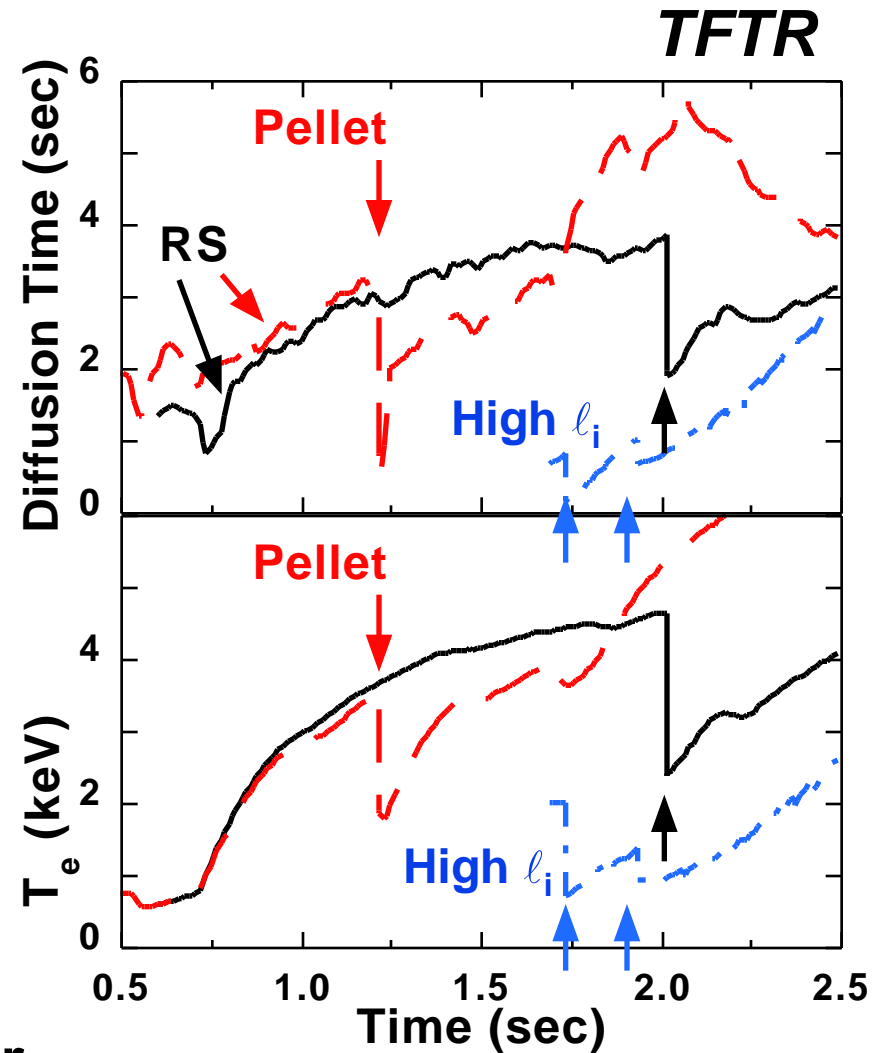 TFTR
Diffusion Time (sec)
6
4
2
0
Pellet
RS
High ℓi
Te (keV)
4
2
0
Pellet
High ℓi
0.5 1.0 1.5 2.0 2.5
Time (sec)
r